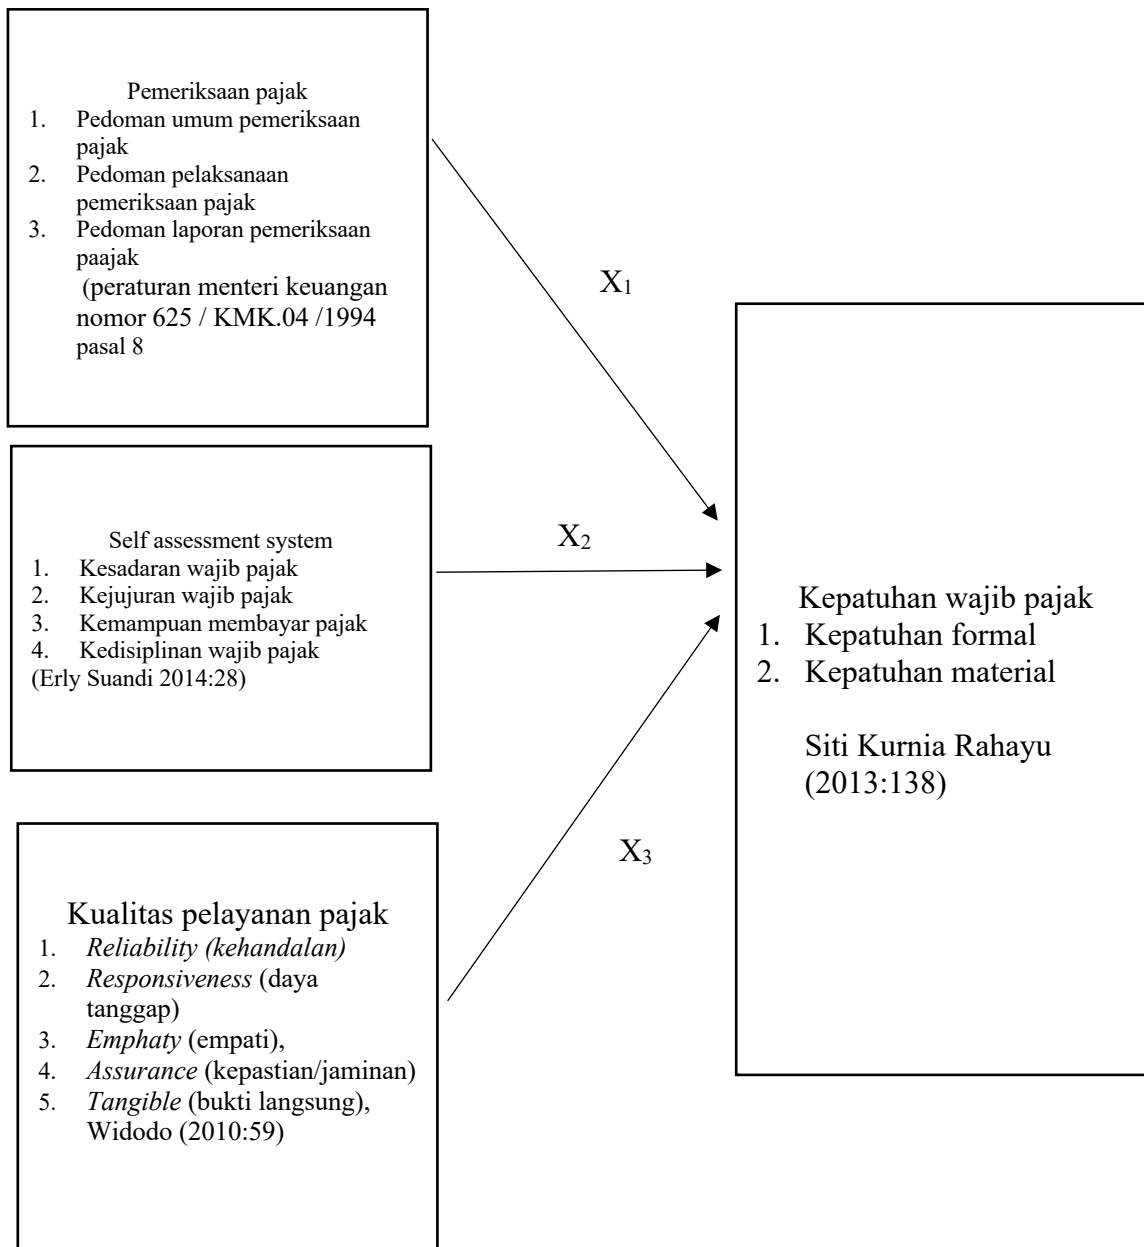 Pemeriksaan pajak
1. Pedoman umum pemeriksaan
pajak
2. Pedoman pelaksanaan
pemeriksaan pajak
3. Pedoman laporan pemeriksaan
paajak
(peraturan menteri keuangan
nomor 625 / KMK.04 /1994
pasal 8
X₁
Self assessment system
1. Kesadaran wajib pajak
2. Kejujuran wajib pajak
3. Kemampuan membayar pajak
4. Kedisiplinan wajib pajak
(Erly Suandi 2014:28)
X₂
Kualitas pelayanan pajak
1. Reliability (kehandalan)
2. Responsiveness (daya
tanggap)
3. Emphaty (empati),
4. Assurance (kepastian/jaminan)
5. Tangible (bukti langsung),
Widodo (2010:59)
X₃
Kepatuhan wajib pajak
1. Kepatuhan formal
2. Kepatuhan material
Siti Kurnia Rahayu
(2013:138)